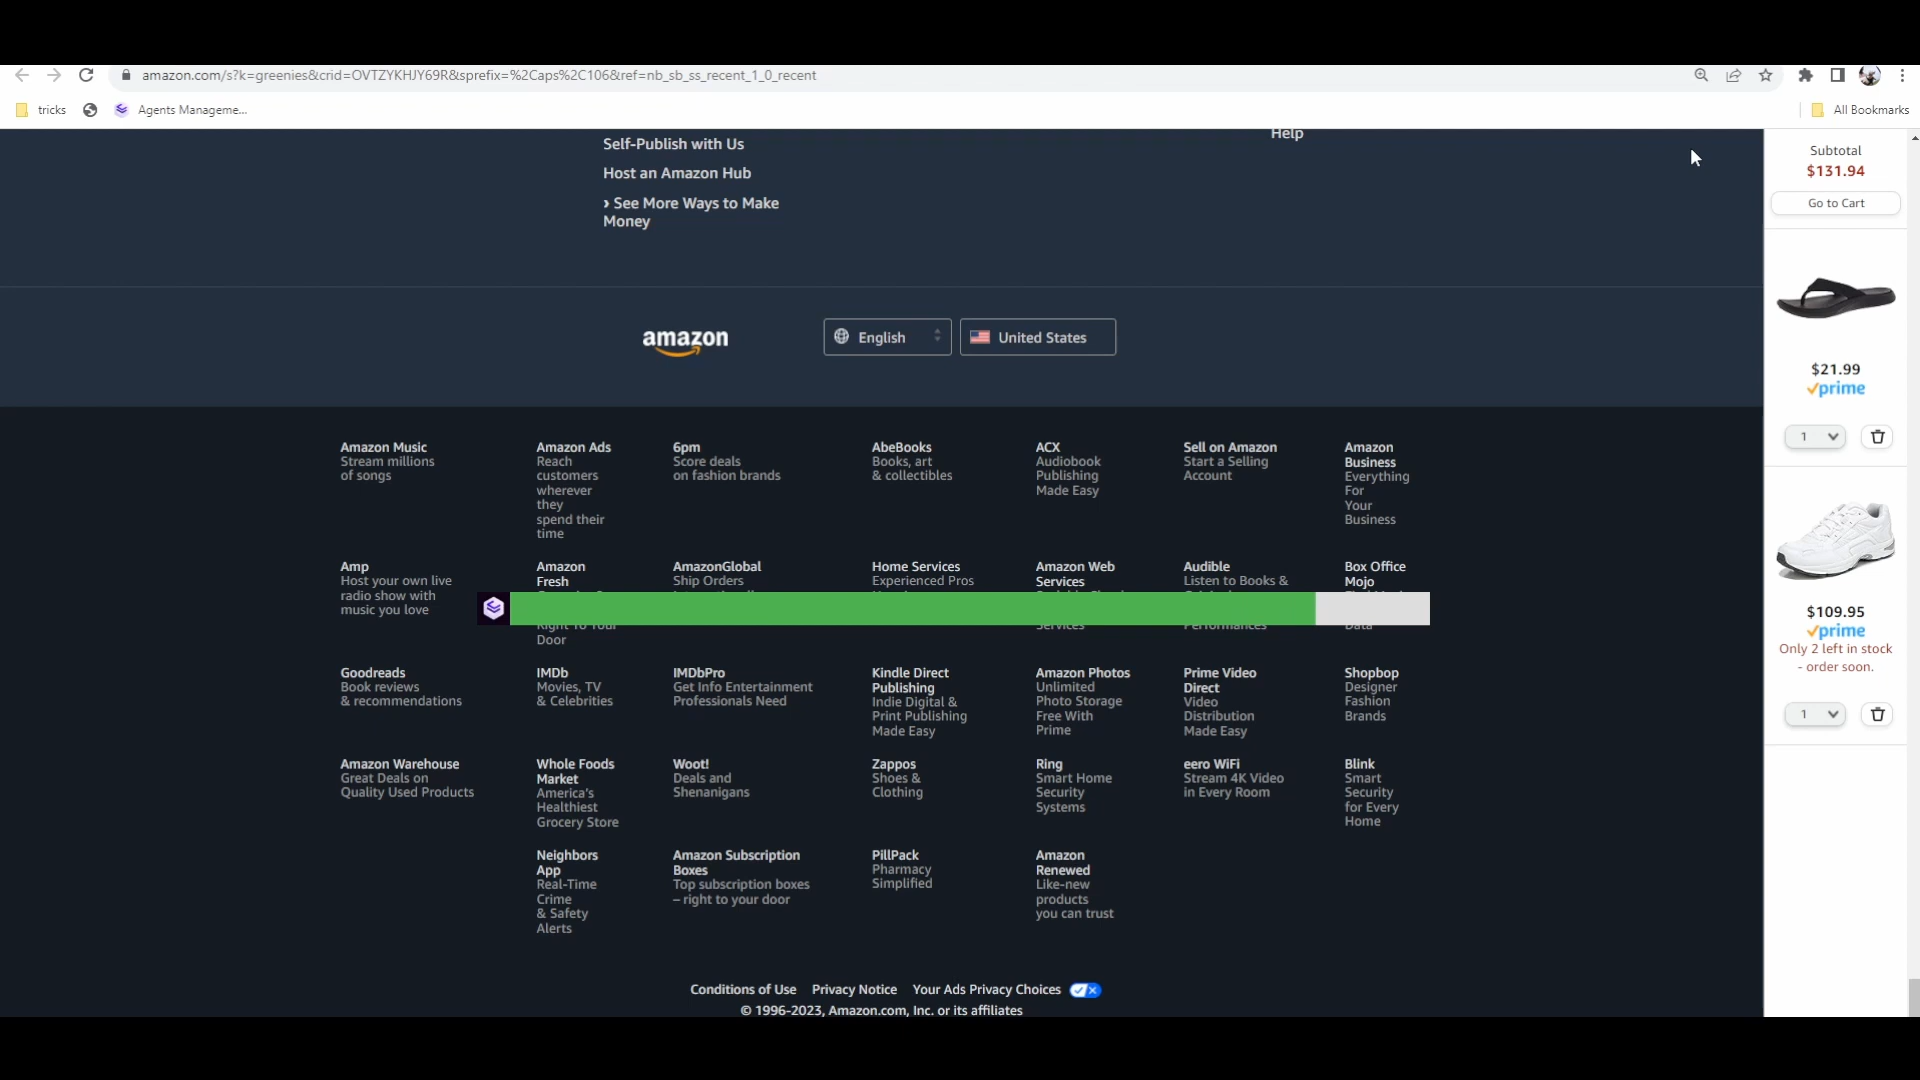 amazon.com/s?k=greenies&crid=OVTZYKHJY69R&sprefix=%2Caps%2C106&ref=nb_sb_ss_recent_1_0_recent
tricks
Agents Manageme...
All Bookmarks
Self-Publish with Us
Host an Amazon Hub
› See More Ways to Make
Money
Help
Subtotal
$131.94
Go to Cart
$21.99
prime
1
$109.95
prime
Only 2 left in stock
- order soon.
1
amazon
English
United States
Amazon Music
Stream millions
of songs
Amazon Ads
Reach
customers
wherever
they
spend their
time
6pm
Score deals
on fashion brands
AbeBooks
Books, art
& collectibles
ACX
Audiobook
Publishing
Made Easy
Sell on Amazon
Start a Selling
Account
Amazon
Business
Everything
For
Your
Business
Amp
Host your own live
radio show with
music you love
Amazon
Fresh
Right To Your
Door
AmazonGlobal
Ship Orders
Home Services
Experienced Pros
Amazon Web
Services
Services
Audible
Listen to Books &
Performances
Box Office
Mojo
Data
Goodreads
Book reviews
& recommendations
IMDb
Movies, TV
& Celebrities
IMDbPro
Get Info Entertainment
Professionals Need
Kindle Direct
Publishing
Indie Digital &
Print Publishing
Made Easy
Amazon Photos
Unlimited
Photo Storage
Free With
Prime
Prime Video
Direct
Video
Distribution
Made Easy
Shopbop
Designer
Fashion
Brands
Amazon Warehouse
Great Deals on
Quality Used Products
Whole Foods
Market
America's
Healthiest
Grocery Store
Woot!
Deals and
Shenanigans
Zappos
Shoes &
Clothing
Ring
Smart Home
Security
Systems
eero WiFi
Stream 4K Video
in Every Room
Blink
Smart
Security
for Every
Home
Neighbors
App
Real-Time
Crime
& Safety
Alerts
Amazon Subscription
Boxes
Top subscription boxes
– right to your door
PillPack
Pharmacy
Simplified
Amazon
Renewed
Like-new
products
you can trust
Conditions of Use
Privacy Notice
Your Ads Privacy Choices
© 1996-2023, Amazon.com, Inc. or its affiliates